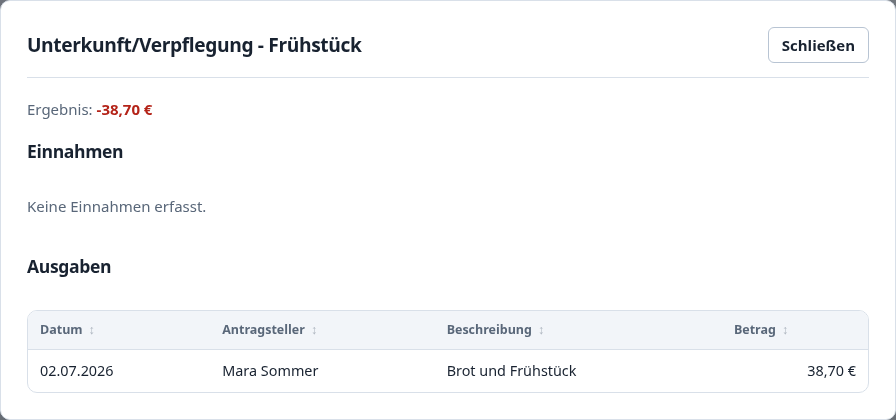 Unterkunft/Verpflegung - Frühstück
Schließen
Ergebnis: -38,70 €
Einnahmen
Keine Einnahmen erfasst.
Ausgaben
Datum ↕ Antragsteller ↕ Beschreibung ↕ Betrag ↕
02.07.2026 Mara Sommer Brot und Frühstück 38,70 €